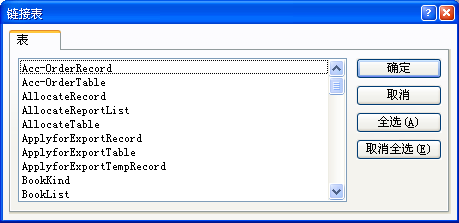 链接表
表
Acc-OrderRecord
Acc-OrderTable
AllocateRecord
AllocateReportList
AllocateTable
ApplyforExportRecord
ApplyforExportTable
ApplyforExportTempRecord
BookKind
BookList
确定
取消
全选(A)
取消全选(E)